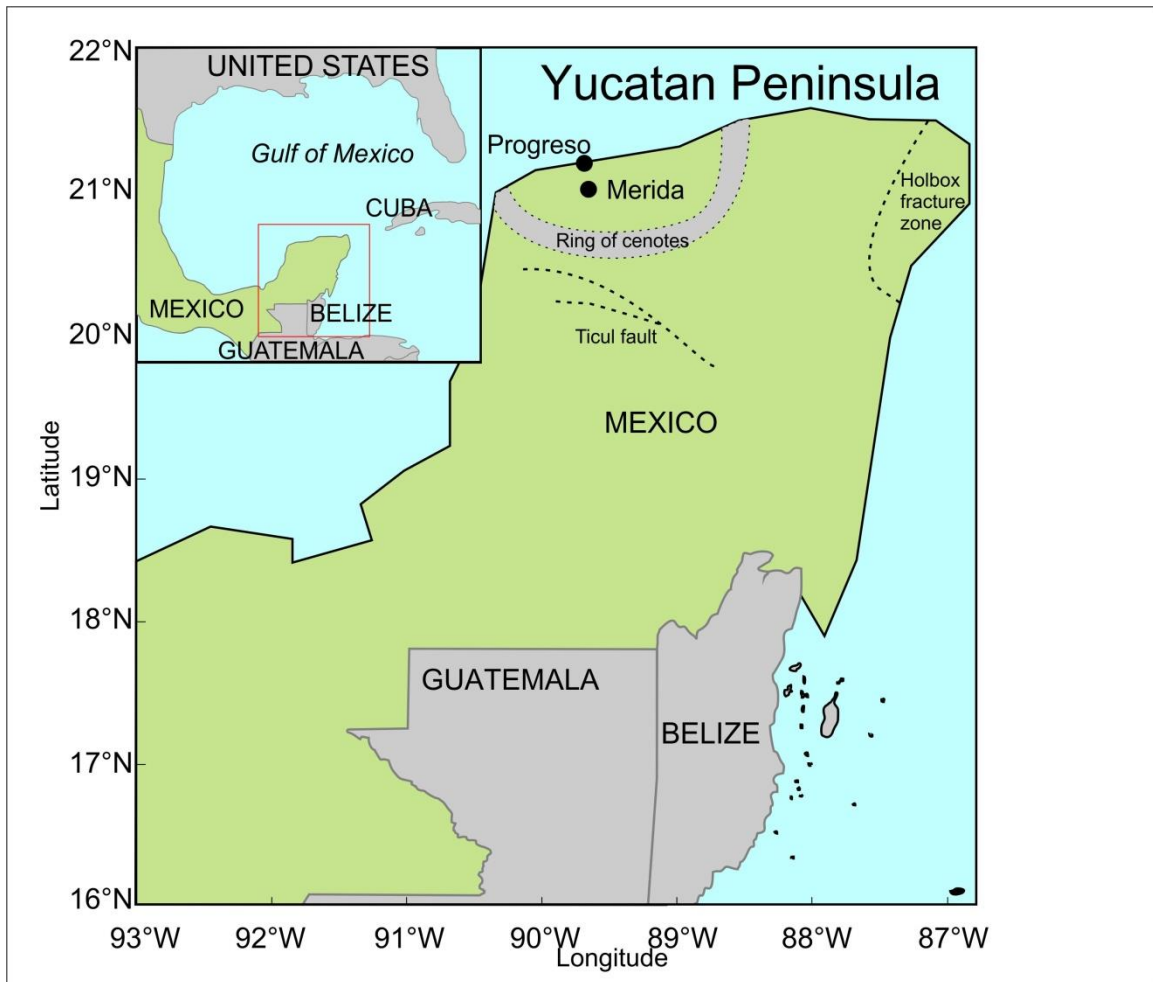 Yucatan Peninsula
UNITED STATES
Gulf of Mexico
CUBA
MEXICO
BELIZE
GUATEMALA
Progreso
Merida
Ring of cenotes
Holbox
fracture
zone
Ticul fault
MEXICO
GUATEMALA
BELIZE
Latitude
22°N
21°N
20°N
19°N
18°N
17°N
16°N
93°W 92°W 91°W 90°W 89°W 88°W 87°W
Longitude